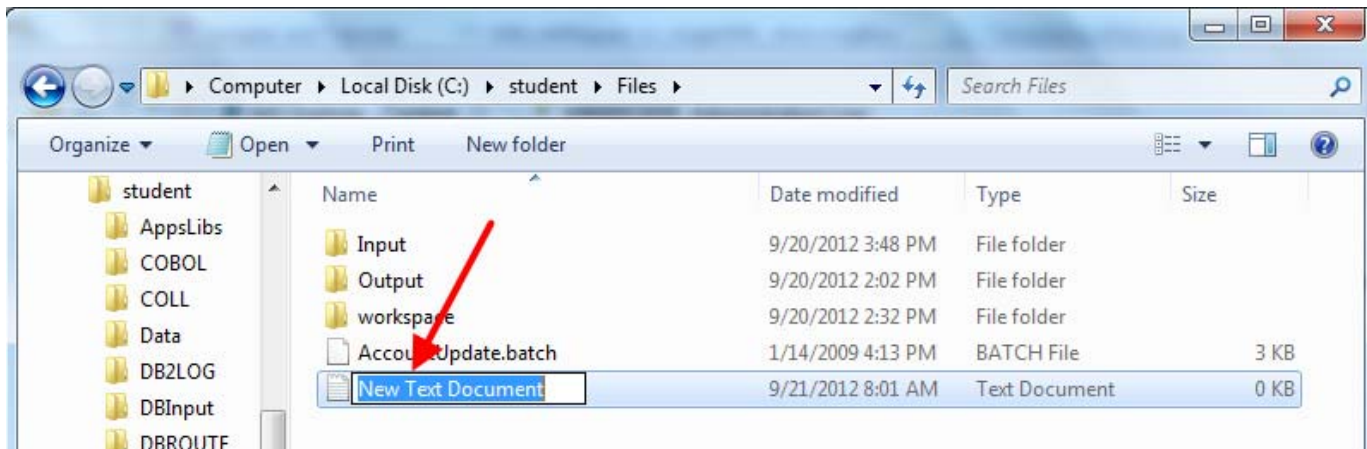 Computer Local Disk (C:) student Files Search Files
Organize Open Print New folder
student Name Date modified Type Size
AppsLibs
Input 9/20/2012 3:48 PM File folder
COBOL
Output 9/20/2012 2:02 PM File folder
COLL
workspace 9/20/2012 2:32 PM File folder
Data
AccountUpdate.batch 1/14/2009 4:13 PM BATCH File 3 KB
DB2LOG
New Text Document 9/21/2012 8:01 AM Text Document 0 KB
DBInput
DBROUTE